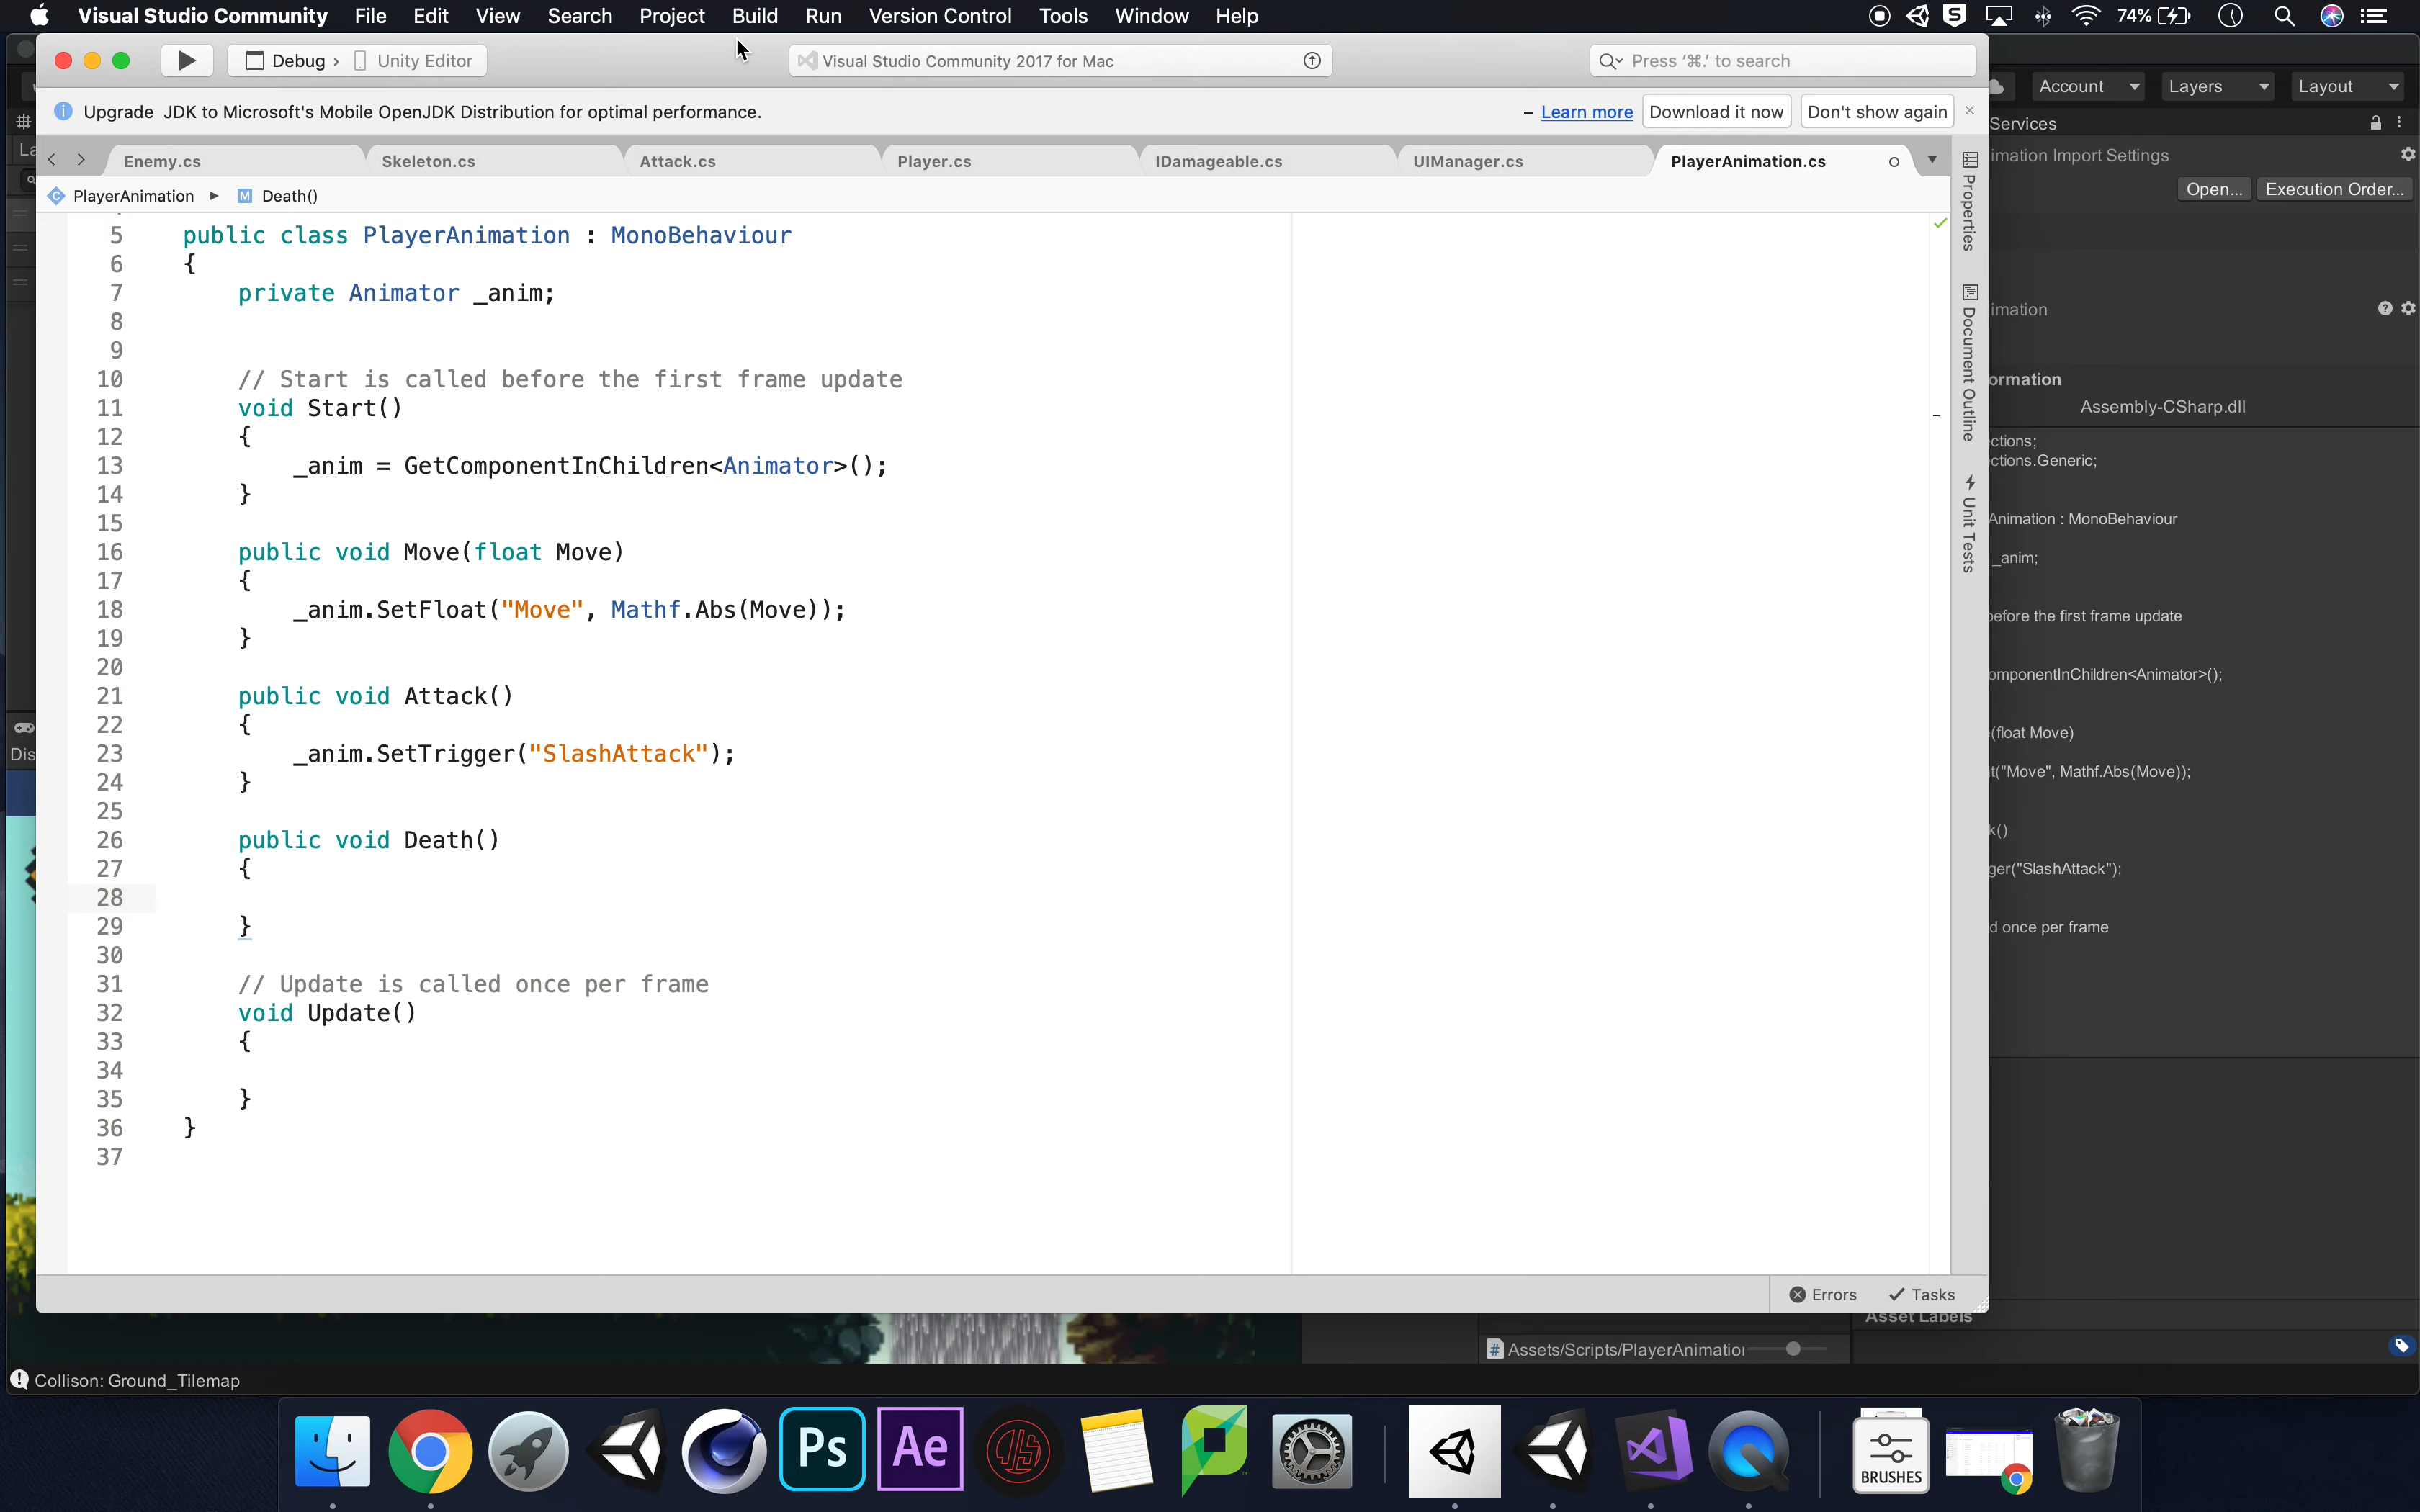 Visual Studio Community File Edit View Search Project Build Run Version Control Tools Window Help
74%
Debug › Unity Editor
Visual Studio Community 2017 for Mac
Press ‘⌘.’ to search
Account Layers Layout
Upgrade JDK to Microsoft's Mobile OpenJDK Distribution for optimal performance.
– Learn more Download it now Don't show again ×
Services
Enemy.cs Skeleton.cs Attack.cs Player.cs IDamageable.cs UIManager.cs PlayerAnimation.cs
imation Import Settings
Open... Execution Order...
PlayerAnimation ▸ M Death()
5 public class PlayerAnimation : MonoBehaviour
6 {
7 private Animator _anim;
8
9
10 // Start is called before the first frame update
11 void Start()
12 {
13 _anim = GetComponentInChildren<Animator>();
14 }
15
16 public void Move(float Move)
17 {
18 _anim.SetFloat("Move", Mathf.Abs(Move));
19 }
20
21 public void Attack()
22 {
23 _anim.SetTrigger("SlashAttack");
24 }
25
26 public void Death()
27 {
28
29 }
30
31 // Update is called once per frame
32 void Update()
33 {
34
35 }
36 }
37
Properties
Document Outline
Unit Tests
imation
ormation
Assembly-CSharp.dll
ctions;
ctions.Generic;
Animation : MonoBehaviour
_anim;
before the first frame update
omponentInChildren<Animator>();
(float Move)
t("Move", Mathf.Abs(Move));
k()
ger("SlashAttack");
d once per frame
La
Dis
Errors Tasks
Asset Labels
Assets/Scripts/PlayerAnimatio
Collison: Ground_Tilemap
Ps
Ae
BRUSHES